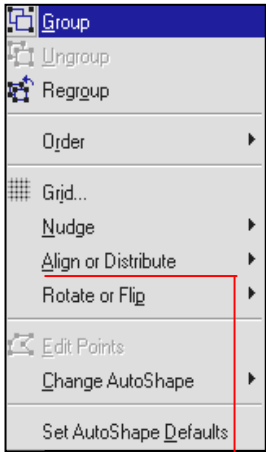 Group
Ungroup
Regroup
Order
Grid...
Nudge
Align or Distribute
Rotate or Flip
Edit Points
Change AutoShape
Set AutoShape Defaults